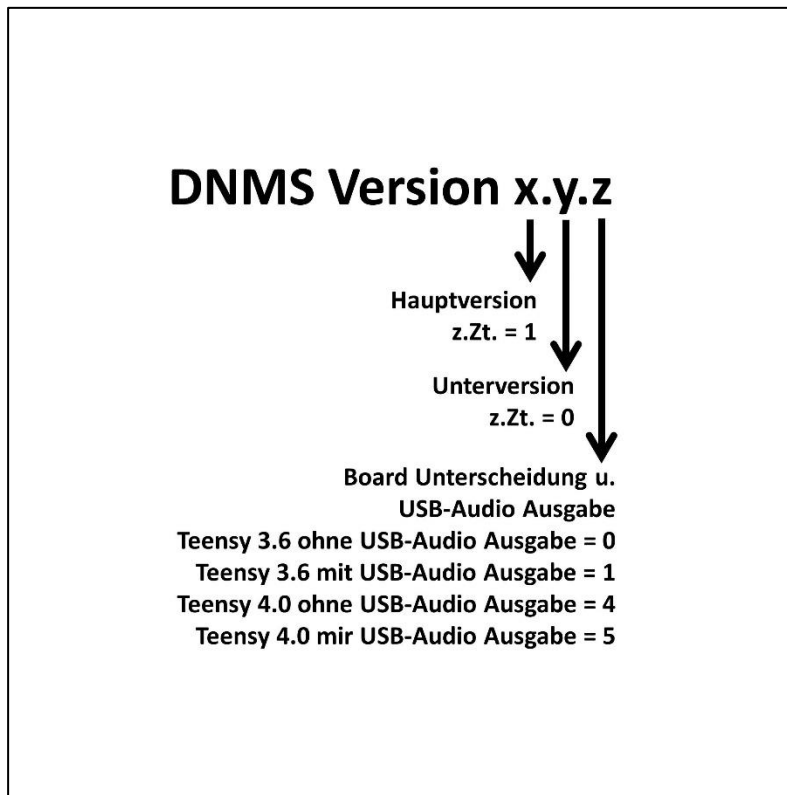 DNMS Version x.y.z
Hauptversion
z.Zt. = 1
Unterversion
z.Zt. = 0
Board Unterscheidung u.
USB-Audio Ausgabe
Teensy 3.6 ohne USB-Audio Ausgabe = 0
Teensy 3.6 mit USB-Audio Ausgabe = 1
Teensy 4.0 ohne USB-Audio Ausgabe = 4
Teensy 4.0 mir USB-Audio Ausgabe = 5